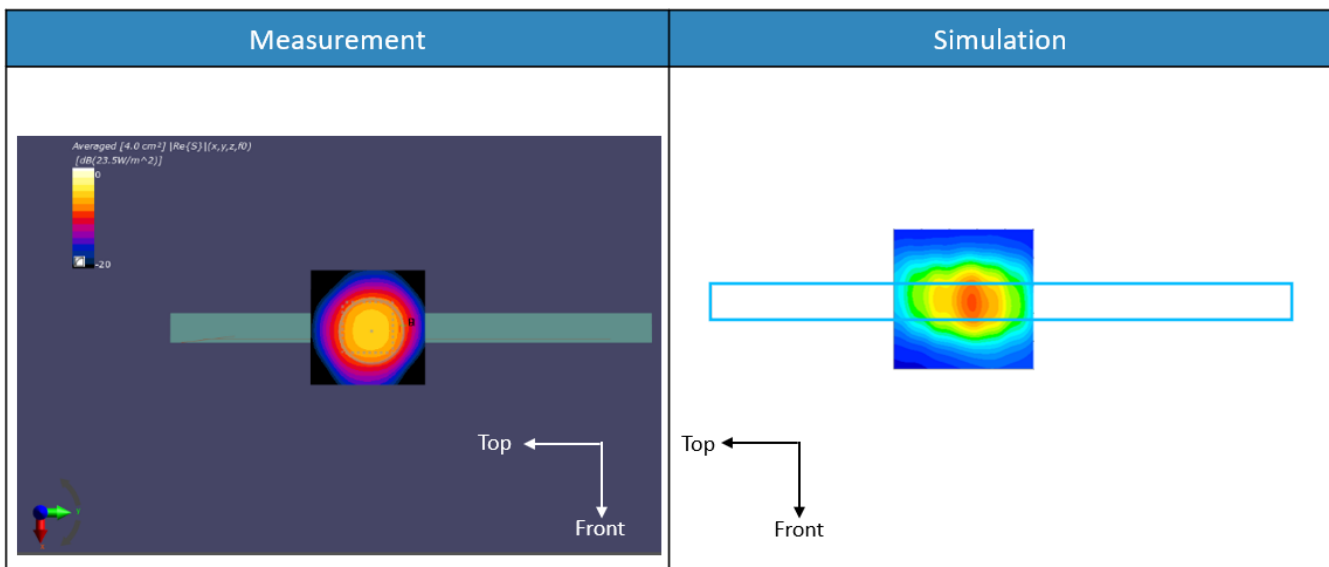 Measurement
Simulation
Averaged [4.0 cm²] |Re{S}|(x,y,z,f0)
[dB(23.5W/m^2)]
0
-20
Top
Front
Top
Front